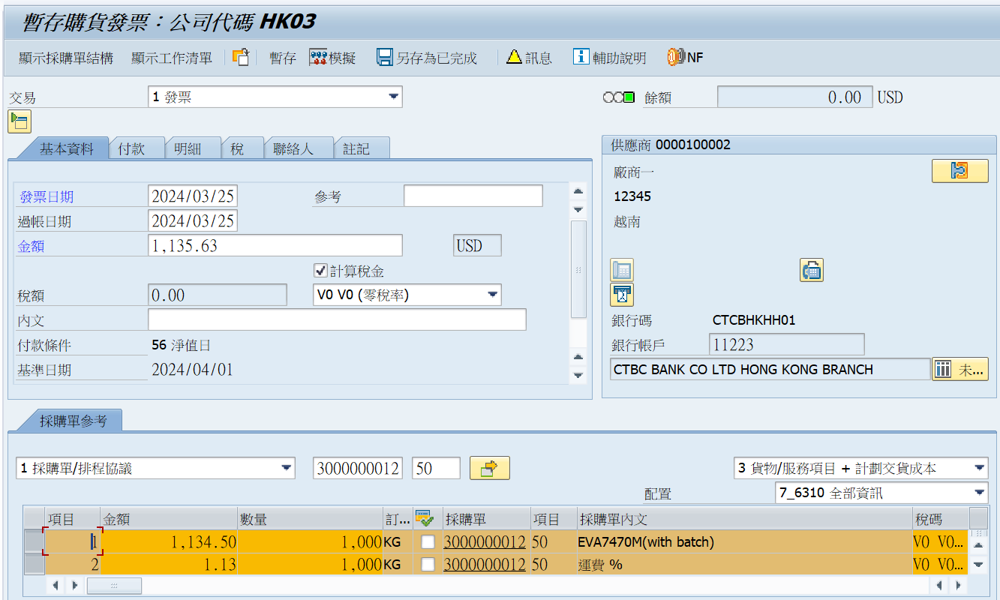 暫存購貨發票：公司代碼 HK03
顯示採購單結構 顯示工作清單 暫存 模擬 另存為已完成 訊息 輔助說明 NF
交易 1 發票 餘額 0.00 USD
基本資料 付款 明細 稅 聯絡人 註記
供應商 0000100002
發票日期 2024/03/25 參考
過帳日期 2024/03/25
金額 1,135.63 USD
計算稅金
稅額 0.00 V0 V0 (零稅率)
內文
付款條件 56 淨值日
基準日期 2024/04/01
廠商一
12345
越南
銀行碼 CTCBHKHH01
銀行帳戶 11223
CTBC BANK CO LTD HONG KONG BRANCH 未...
採購單參考
1 採購單/排程協議 3000000012 50 3 貨物/服務項目 + 計劃交貨成本
配置 7_6310 全部資訊
項目 金額 數量 訂... 採購單 項目 採購單內文 稅碼
1 1,134.50 1,000 KG 3000000012 50 EVA7470M(with batch) V0 V0...
2 1.13 1,000 KG 3000000012 50 運費 % V0 V0...